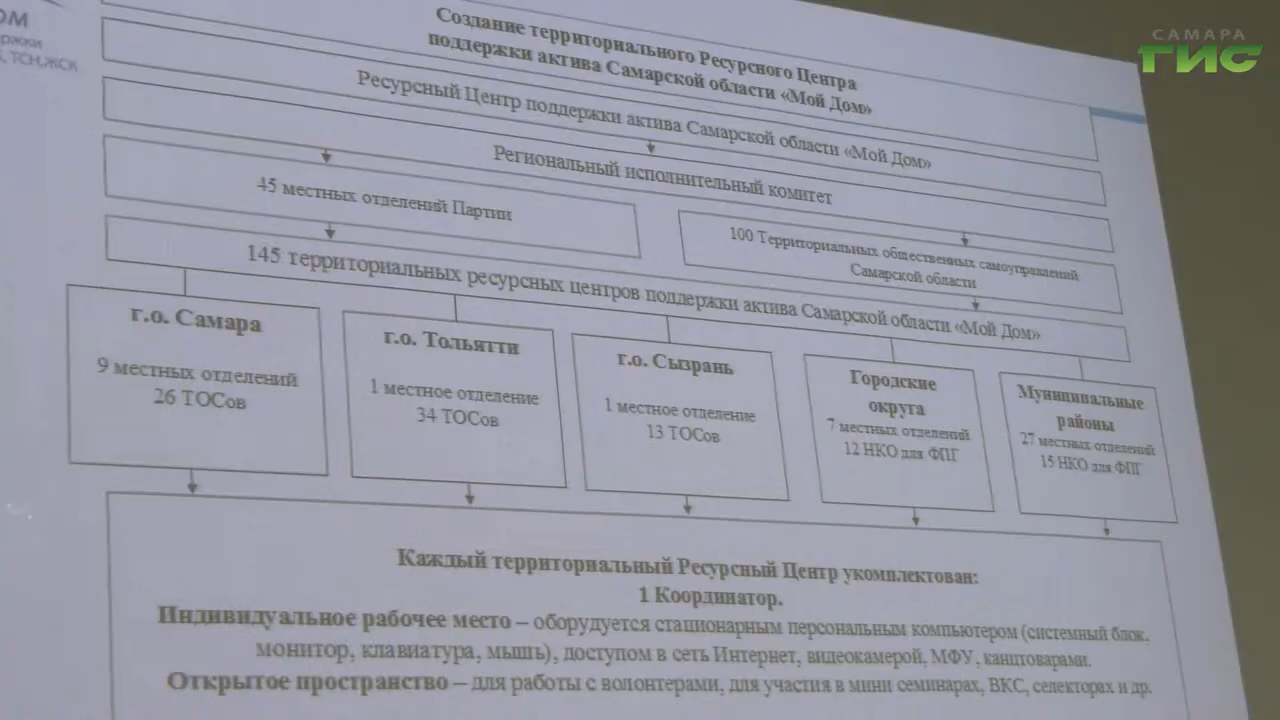 ОМ
ржки
, ТСН,ЖСК
САМАРА
ГИС
Создание территориального Ресурсного Центра
поддержки актива Самарской области «Мой Дом»
Ресурсный Центр поддержки актива Самарской области «Мой Дом»
Региональный исполнительный комитет
45 местных отделений Партии
100 Территориальных общественных самоуправлений
Самарской области
145 территориальных ресурсных центров поддержки актива Самарской области «Мой Дом»
г.о. Самара
9 местных отделений
26 ТОСов
г.о. Тольятти
1 местное отделение
34 ТОСов
г.о. Сызрань
1 местное отделение
13 ТОСов
Городские
округа
7 местных отделений
12 НКО для ФПГ
Муниципальные
районы
27 местных отделений
15 НКО для ФПГ
Каждый территориальный Ресурсный Центр укомплектован:
1 Координатор.
Индивидуальное рабочее место – оборудуется стационарным персональным компьютером (системный блок,
монитор, клавиатура, мышь), доступом в сеть Интернет, видеокамерой, МФУ, канцтоварами.
Открытое пространство – для работы с волонтерами, для участия в мини семинарах, ВКС, селекторах и др.